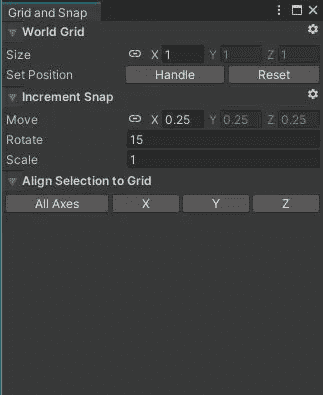 Grid and Snap
World Grid
Size X 1 Y 1 Z 1
Set Position Handle Reset
Increment Snap
Move X 0.25 Y 0.25 Z 0.25
Rotate 15
Scale 1
Align Selection to Grid
All Axes X Y Z